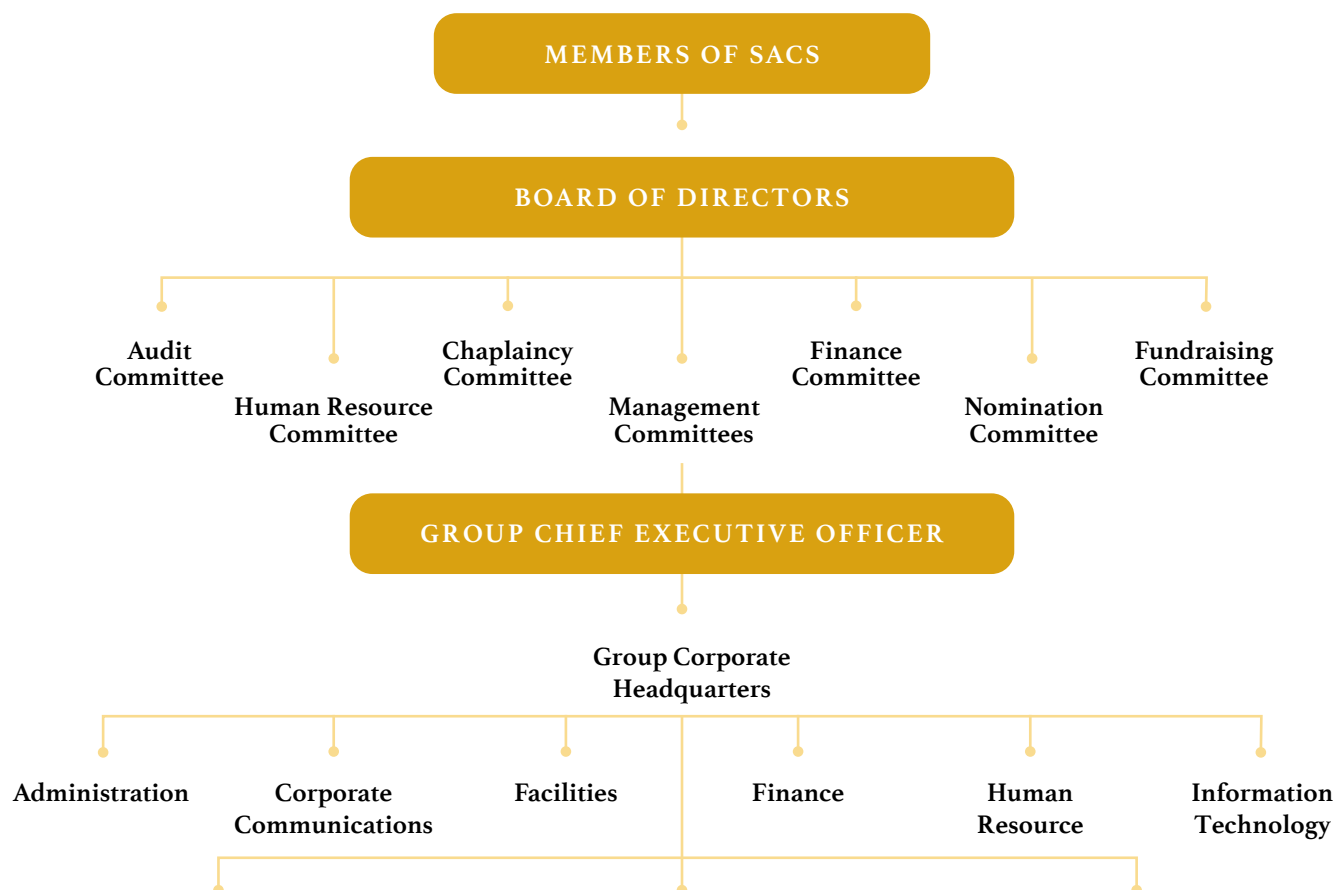 MEMBERS OF SACS
BOARD OF DIRECTORS
Audit
Committee
Human Resource
Committee
Chaplaincy
Committee
Management
Committees
Finance
Committee
Nomination
Committee
Fundraising
Committee
GROUP CHIEF EXECUTIVE OFFICER
Group Corporate
Headquarters
Administration
Corporate
Communications
Facilities
Finance
Human
Resource
Information
Technology